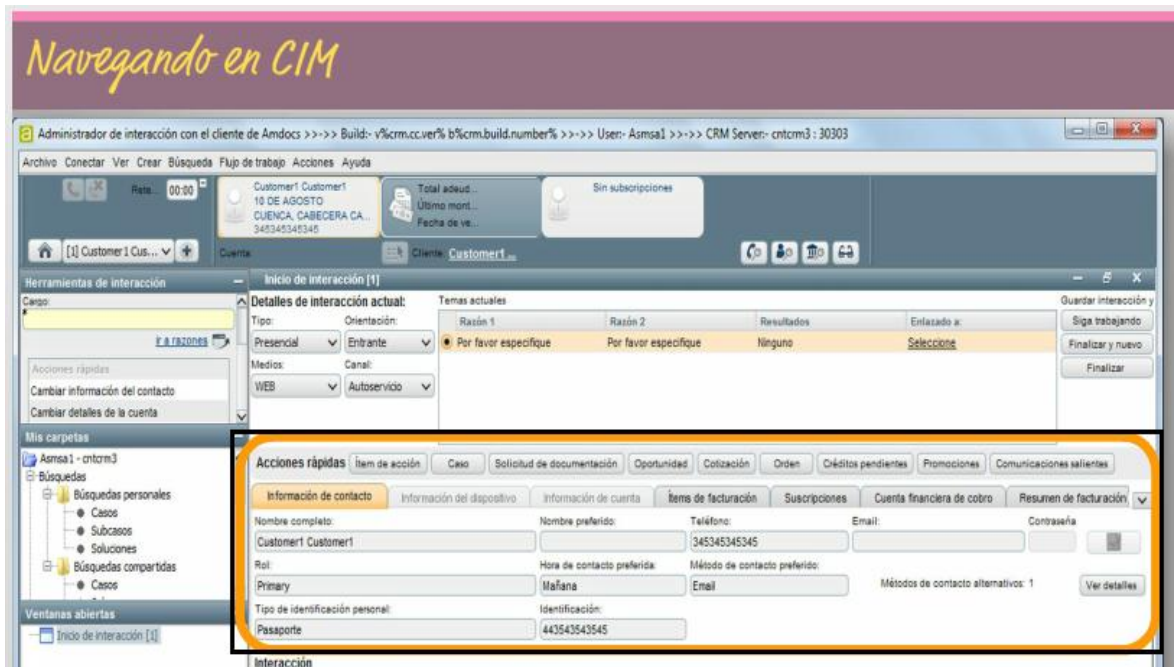 Navegando en CIM
Administrador de interacción con el cliente de Amdocs >>->> Build:- v%crm.cc.ver% b%crm.build.number% >>->> User:- Asmsa1 >>->> CRM Server:- cntcrm3 : 30303
Archivo Conectar Ver Crear Búsqueda Flujo de trabajo Acciones Ayuda
Rete... 00:00
Customer1 Customer1
10 DE AGOSTO
CUENCA, CABECERA CA...
345345345345
Total adeud...
Último mont...
Fecha de ve...
Sin subscripciones
[1] Customer1 Cus...
Cuenta:
Cliente: Customer1 ...
Herramientas de interacción
Cargo:
*
ir a razones
Acciones rápidas
Cambiar información del contacto
Cambiar detalles de la cuenta
Mis carpetas
Asmsa1 - cntcrm3
Búsquedas
Búsquedas personales
Casos
Subcasos
Soluciones
Búsquedas compartidas
Casos
Ventanas abiertas
Inicio de interacción [1]
Inicio de interacción [1]
Detalles de interacción actual:
Tipo: Orientación:
Presencial Entrante
Medios: Canal:
WEB Autoservicio
Temas actuales
Razón 1 Razón 2 Resultados Enlazado a:
Por favor especifique Por favor especifique Ninguno Seleccione
Guardar interacción y
Siga trabajando
Finalizar y nuevo
Finalizar
Acciones rápidas Ítem de acción Caso Solicitud de documentación Oportunidad Cotización Orden Créditos pendientes Promociones Comunicaciones salientes
Información de contacto Información del dispositivo Información de cuenta Ítems de facturación Suscripciones Cuenta financiera de cobro Resumen de facturación
Nombre completo: Nombre preferido: Teléfono: Email: Contraseña
Customer1 Customer1 345345345345
Rol: Hora de contacto preferida: Método de contacto preferido:
Primary Mañana Email Métodos de contacto alternativos: 1 Ver detalles
Tipo de identificación personal: Identificación:
Pasaporte 443543543545
Interacción